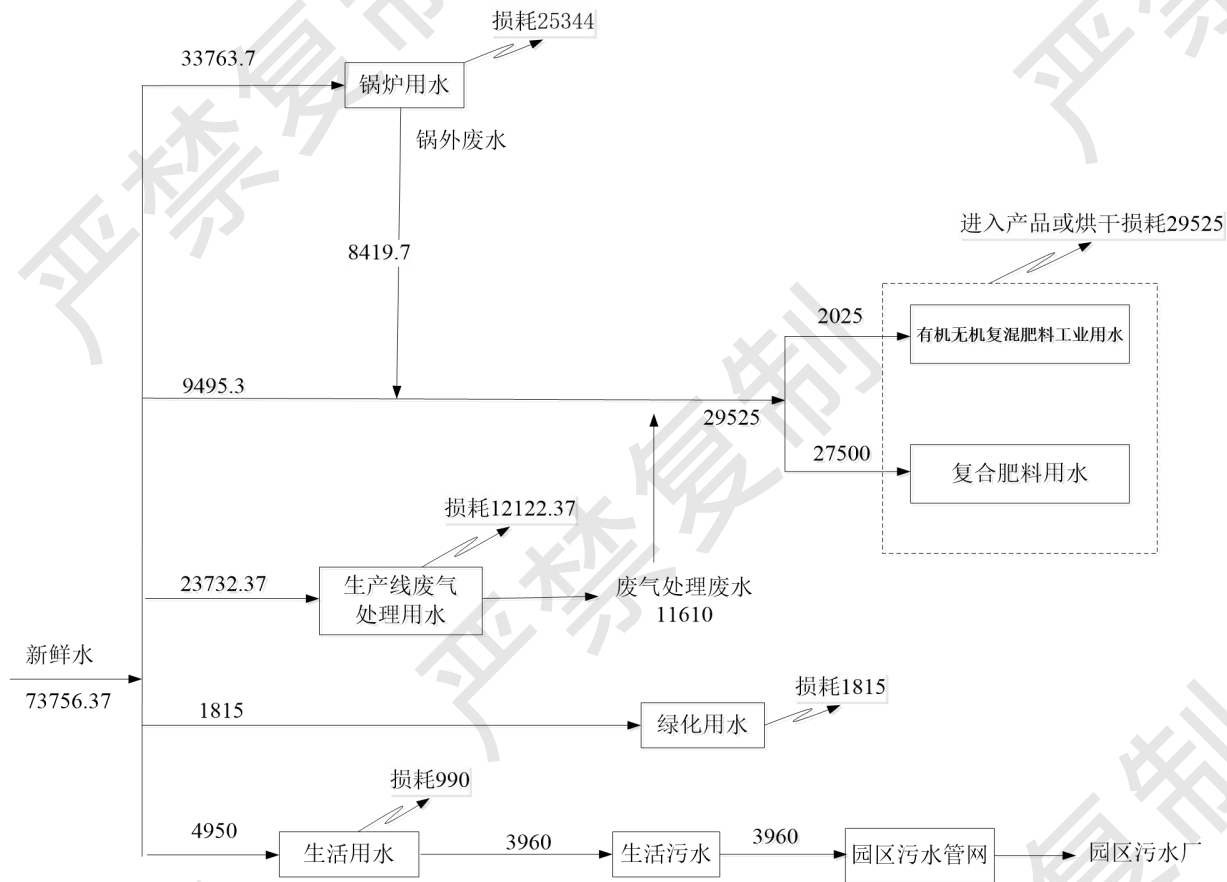 损耗25344
33763.7
锅炉用水
锅外废水
8419.7
进入产品或烘干损耗29525
2025
有机无机复混肥料工业用水
9495.3
29525
27500
复合肥料用水
损耗12122.37
23732.37
生产线废气
处理用水
废气处理废水
11610
新鲜水
73756.37
1815
绿化用水
损耗1815
损耗990
4950
生活用水
3960
生活污水
3960
园区污水管网
园区污水厂
严禁复制
严禁复制
严禁
复制